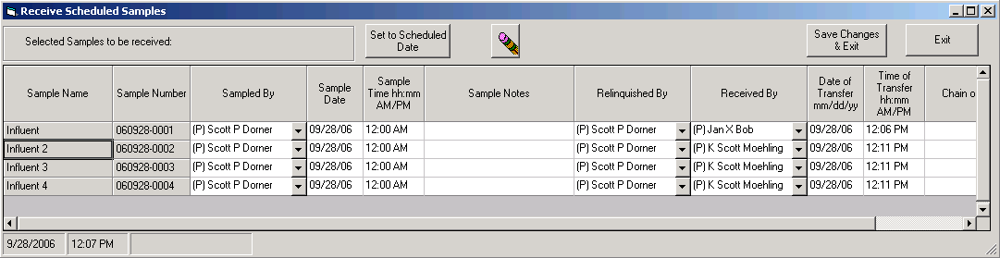 Receive Scheduled Samples
Selected Samples to be received:
Set to Scheduled
Date
Save Changes
& Exit
Exit
Sample Name
Sample Number
Sampled By
Sample
Date
Sample
Time hh:mm
AM/PM
Sample Notes
Relinquished By
Received By
Date of
Transfer
mm/dd/yy
Time of
Transfer
hh:mm
AM/PM
Chain o
Influent 060928-0001 (P) Scott P Dorner 09/28/06 12:00 AM (P) Scott P Dorner (P) Jan X Bob 09/28/06 12:06 PM
Influent 2 060928-0002 (P) Scott P Dorner 09/28/06 12:00 AM (P) Scott P Dorner (P) K Scott Moehling 09/28/06 12:11 PM
Influent 3 060928-0003 (P) Scott P Dorner 09/28/06 12:00 AM (P) Scott P Dorner (P) K Scott Moehling 09/28/06 12:11 PM
Influent 4 060928-0004 (P) Scott P Dorner 09/28/06 12:00 AM (P) Scott P Dorner (P) K Scott Moehling 09/28/06 12:11 PM
9/28/2006 12:07 PM